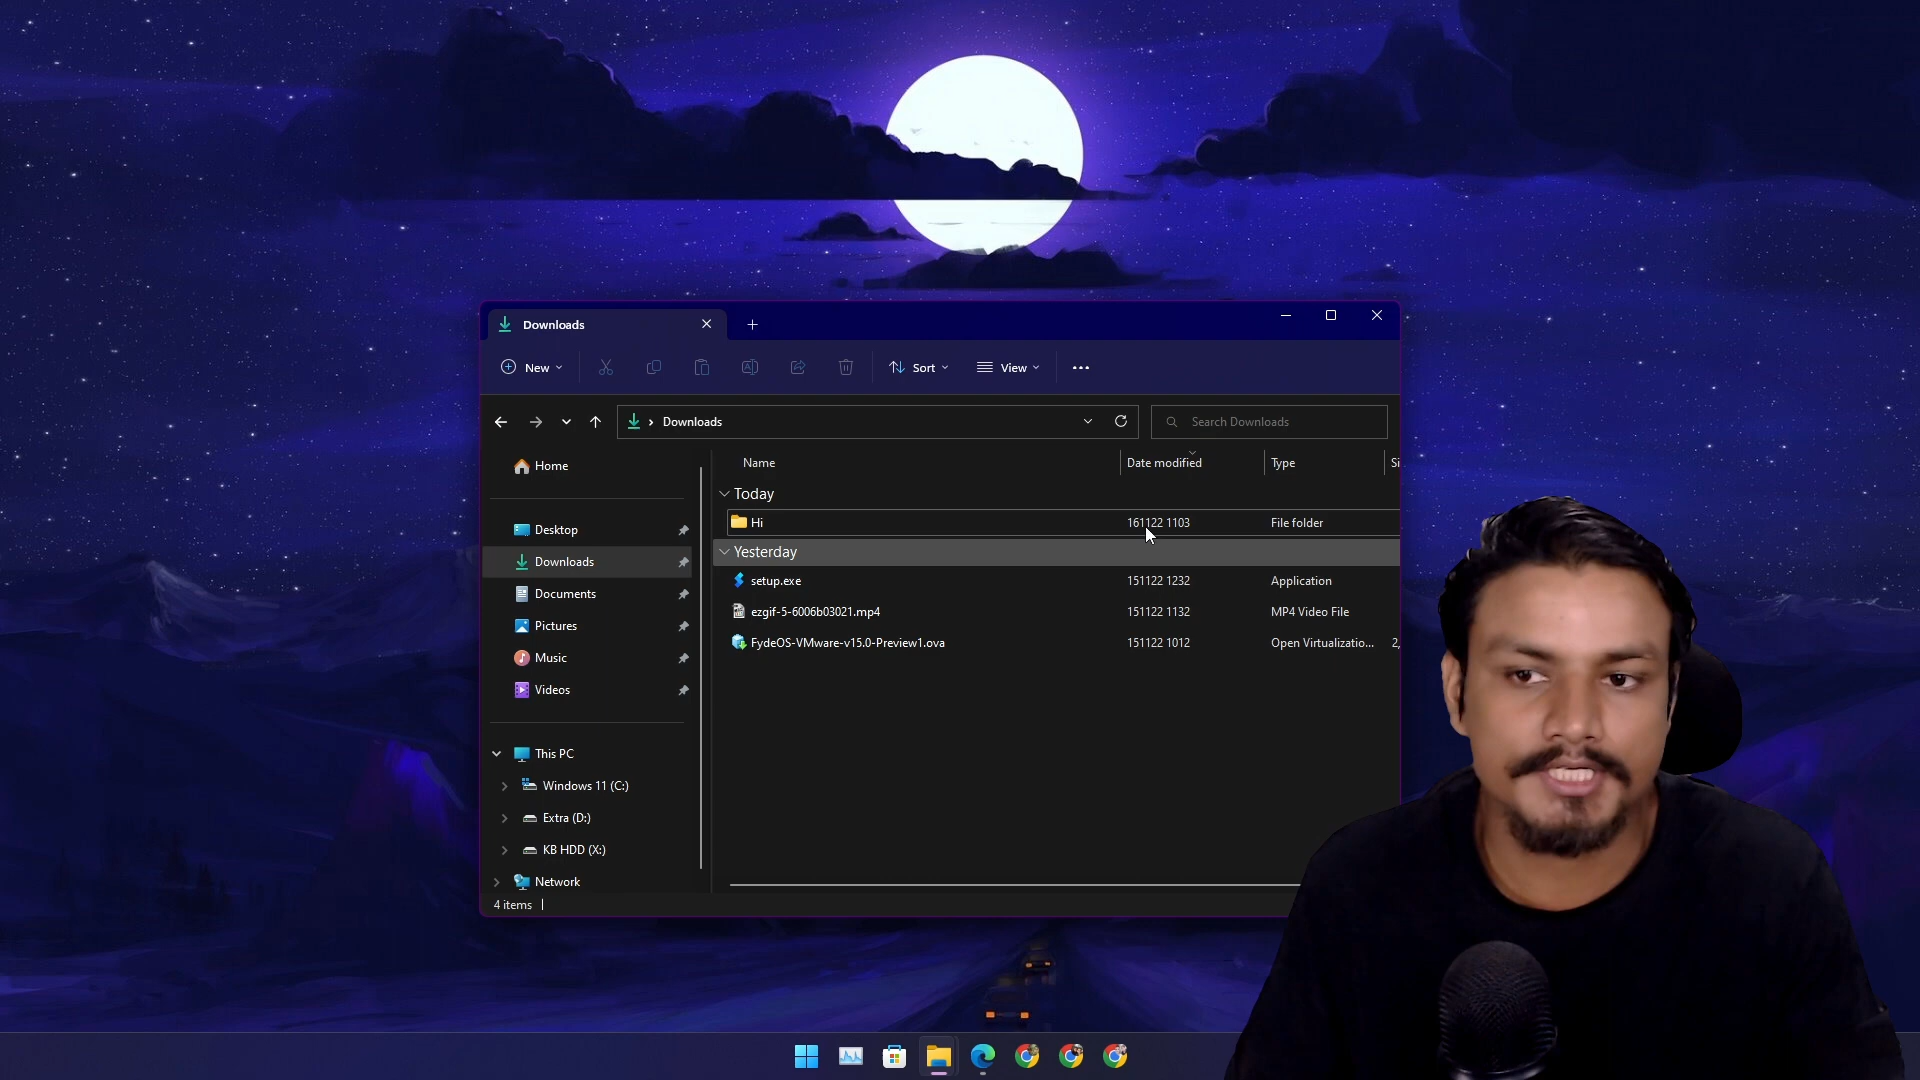 Downloads
New
Sort
View
Downloads
Search Downloads
Home
Desktop
Downloads
Documents
Pictures
Music
Videos
This PC
Windows 11 (C:)
Extra (D:)
KB HDD (X:)
Network
Name Date modified Type
Today
Hi 161122 1103 File folder
Yesterday
setup.exe 151122 1232 Application
ezgif-5-6006b03021.mp4 151122 1132 MP4 Video File
FydeOS-VMware-v15.0-Preview1.ova 151122 1012 Open Virtualizatio... 2,
4 items